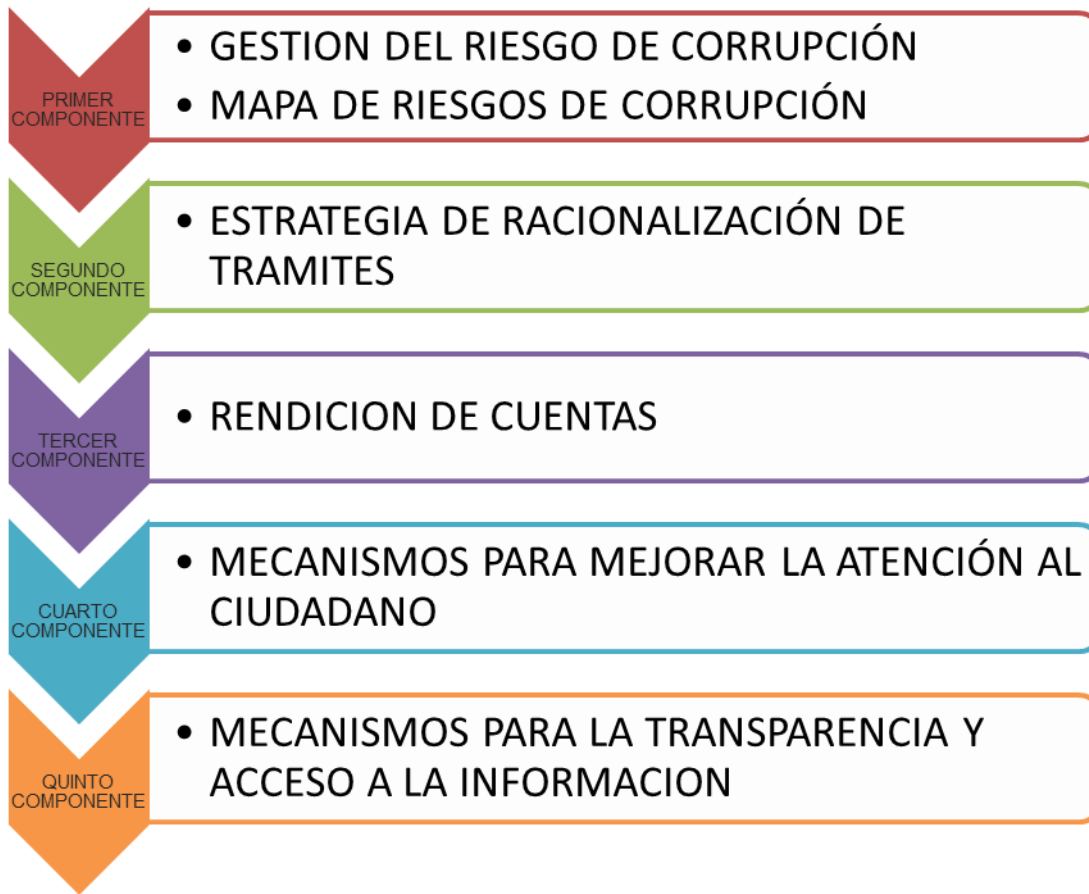 PRIMER
COMPONENTE
• GESTION DEL RIESGO DE CORRUPCIÓN
• MAPA DE RIESGOS DE CORRUPCIÓN
SEGUNDO
COMPONENTE
• ESTRATEGIA DE RACIONALIZACIÓN DE
TRAMITES
TERCER
COMPONENTE
• RENDICION DE CUENTAS
CUARTO
COMPONENTE
• MECANISMOS PARA MEJORAR LA ATENCIÓN AL
CIUDADANO
QUINTO
COMPONENTE
• MECANISMOS PARA LA TRANSPARENCIA Y
ACCESO A LA INFORMACION